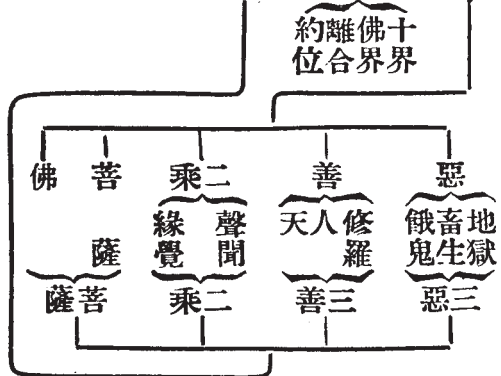 十界
佛界
離合
約位
惡
善
二乘
菩薩
佛
地獄
畜生
餓鬼
修羅
人
天
聲聞
緣覺
三惡
三善
二乘
菩薩